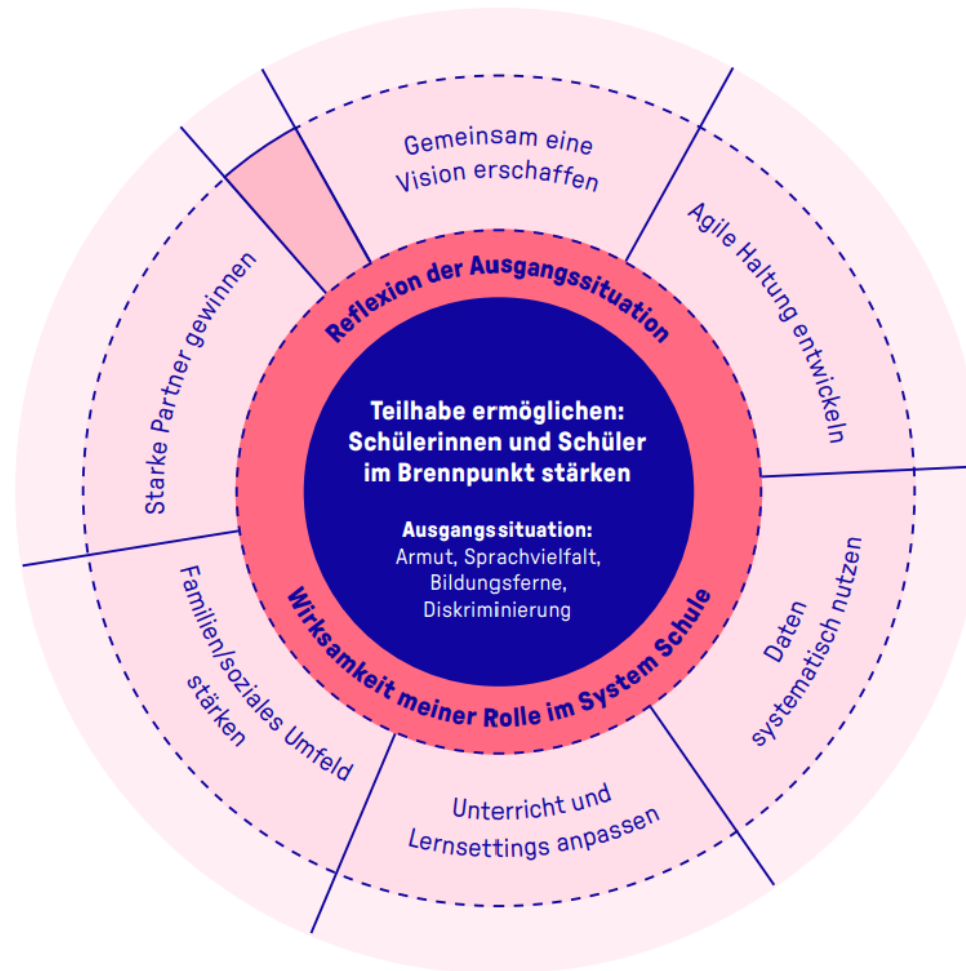 Gemeinsam eine
Vision erschaffen
Agile Haltung entwickeln
Daten
systematisch nutzen
Unterricht und
Lernsettings anpassen
Familien/soziales Umfeld
stärken
Starke Partner gewinnen
Reflexion der Ausgangssituation
Wirksamkeit meiner Rolle im System Schule
Teilhabe ermöglichen:
Schülerinnen und Schüler
im Brennpunkt stärken
Ausgangssituation:
Armut, Sprachvielfalt,
Bildungsferne,
Diskriminierung